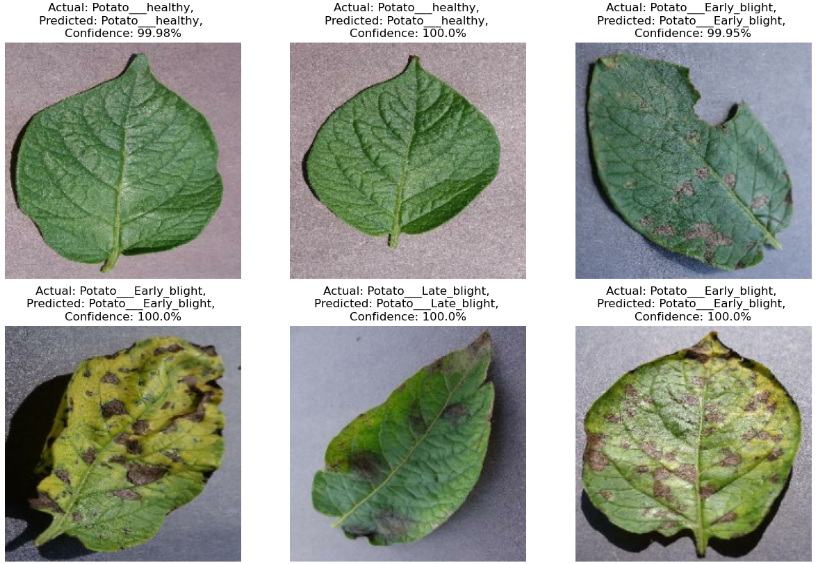 Actual: Potato___healthy,
Predicted: Potato___healthy,
Confidence: 99.98%
Actual: Potato___healthy,
Predicted: Potato___healthy,
Confidence: 100.0%
Actual: Potato___Early_blight,
Predicted: Potato___Early_blight,
Confidence: 99.95%
Actual: Potato___Early_blight,
Predicted: Potato___Early_blight,
Confidence: 100.0%
Actual: Potato___Late_blight,
Predicted: Potato___Late_blight,
Confidence: 100.0%
Actual: Potato___Early_blight,
Predicted: Potato___Early_blight,
Confidence: 100.0%